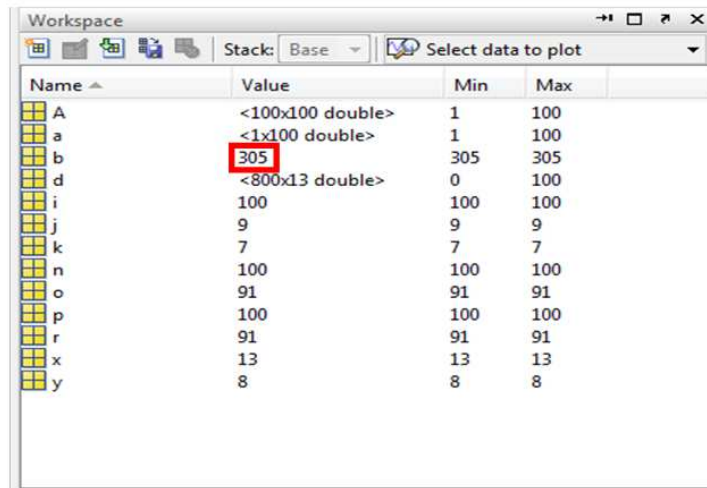 Workspace
Stack: Base Select data to plot
Name Value Min Max
A <100x100 double> 1 100
a <1x100 double> 1 100
b 305 305 305
d <800x13 double> 0 100
i 100 100 100
j 9 9 9
k 7 7 7
n 100 100 100
o 91 91 91
p 100 100 100
r 91 91 91
x 13 13 13
y 8 8 8